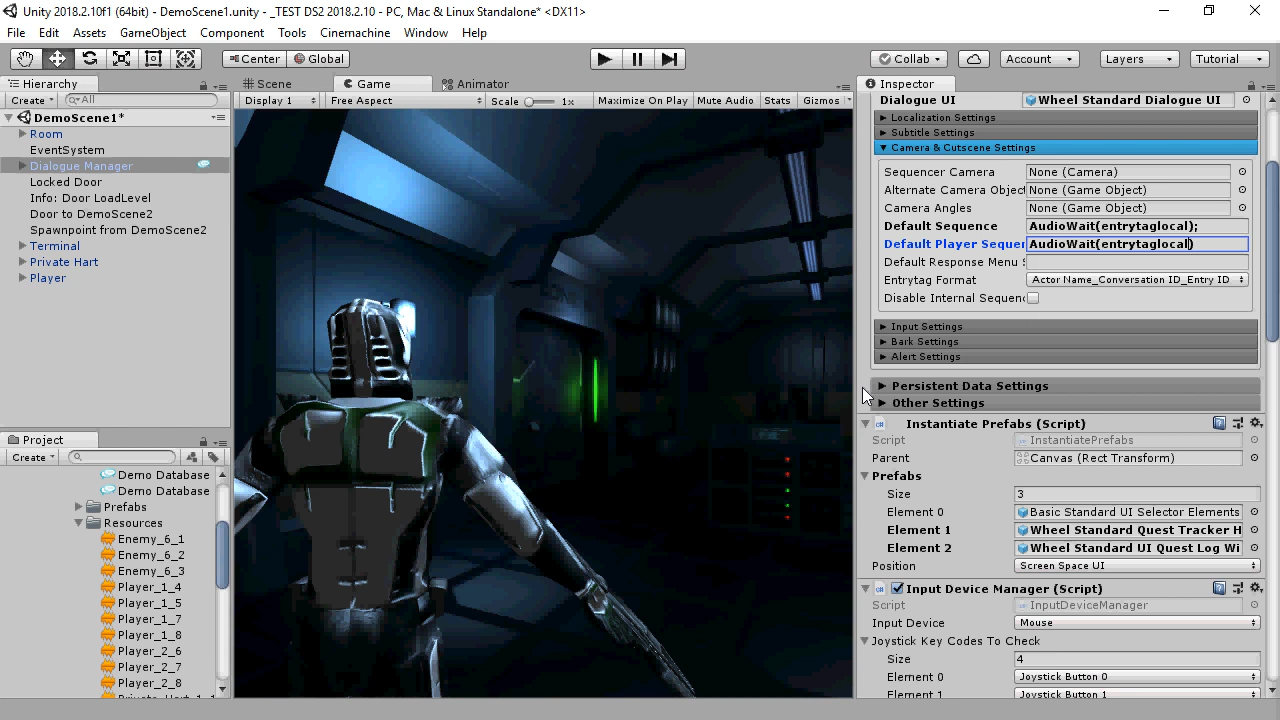 Unity 2018.2.10f1 (64bit) - DemoScene1.unity - _TEST DS2 2018.2.10 - PC, Mac & Linux Standalone* <DX11>
File Edit Assets GameObject Component Tools Cinemachine Window Help
Center Global Collab Account Layers Tutorial
Hierarchy
Create All
DemoScene1*
Room
EventSystem
Dialogue Manager
Locked Door
Info: Door LoadLevel
Door to DemoScene2
Spawnpoint from DemoScene2
Terminal
Private Hart
Player
Project
Create
Demo Database
Demo Database
Prefabs
Resources
Enemy_6_1
Enemy_6_2
Enemy_6_3
Player_1_4
Player_1_5
Player_1_7
Player_1_8
Player_2_6
Player_2_7
Player_2_8
Private_Hart_1_1
Scene Game Animator
Display 1 Free Aspect Scale 1x Maximize On Play Mute Audio Stats Gizmos
Inspector
Dialogue UI Wheel Standard Dialogue UI
Localization Settings
Subtitle Settings
Camera & Cutscene Settings
Sequencer Camera None (Camera)
Alternate Camera Object None (Game Object)
Camera Angles None (Game Object)
Default Sequence AudioWait(entrytaglocal);
Default Player Sequen AudioWait(entrytaglocal)
Default Response Menu S
Entrytag Format Actor Name_Conversation ID_Entry ID
Disable Internal Sequenc
Input Settings
Bark Settings
Alert Settings
Persistent Data Settings
Other Settings
Instantiate Prefabs (Script)
Script InstantiatePrefabs
Parent Canvas (Rect Transform)
Prefabs
Size 3
Element 0 Basic Standard UI Selector Elements
Element 1 Wheel Standard Quest Tracker H
Element 2 Wheel Standard UI Quest Log Wi
Position Screen Space UI
Input Device Manager (Script)
Script InputDeviceManager
Input Device Mouse
Joystick Key Codes To Check
Size 4
Element 0 Joystick Button 0
Element 1 Joystick Button 1